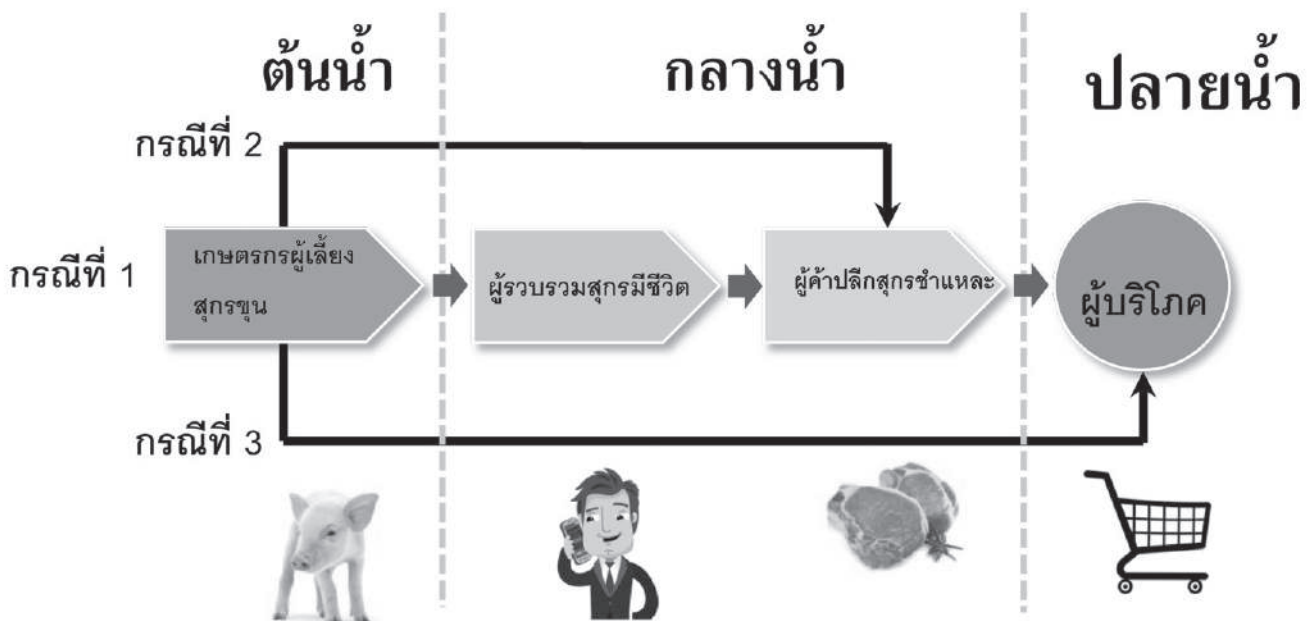 ต้นน้ำ
กลางน้ำ
ปลายน้ำ
กรณีที่ 2
กรณีที่ 1
เกษตรกรผู้เลี้ยง
สุกรขุน
ผู้รวบรวมสุกรมีชีวิต
ผู้ค้าปลีกสุกรชำแหละ
ผู้บริโภค
กรณีที่ 3